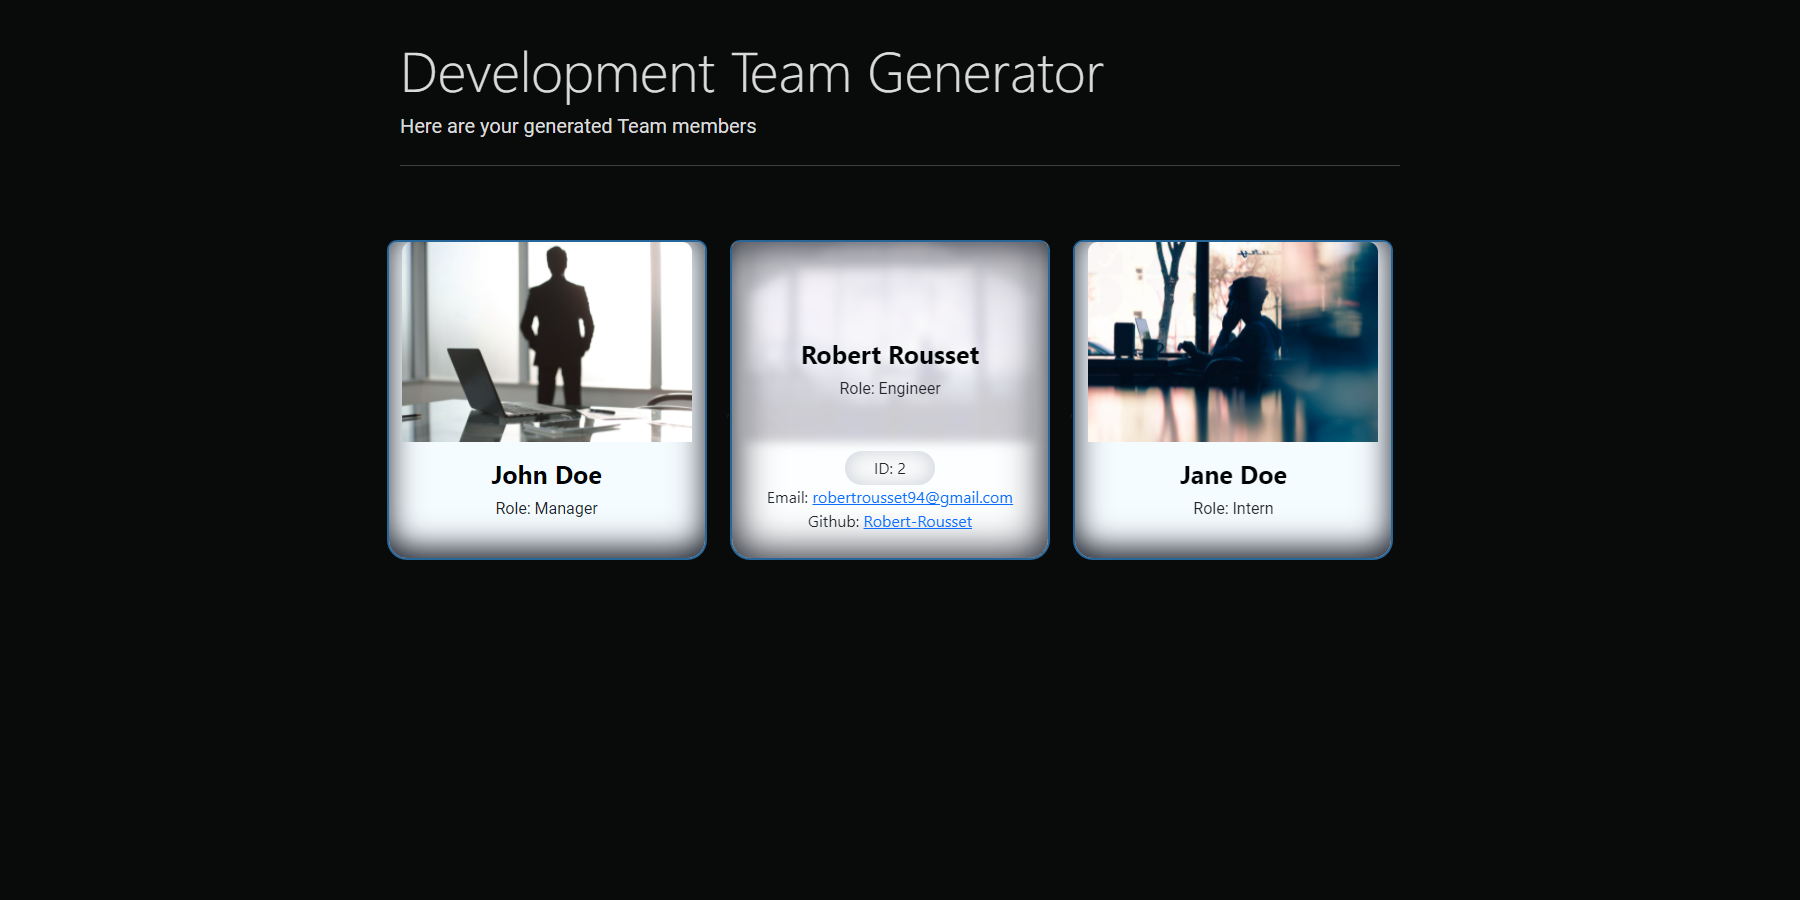 Development Team Generator
Here are your generated Team members
John Doe
Role: Manager
Robert Rousset
Role: Engineer
ID: 2
Email: robertrousset94@gmail.com
Github: Robert-Rousset
Jane Doe
Role: Intern